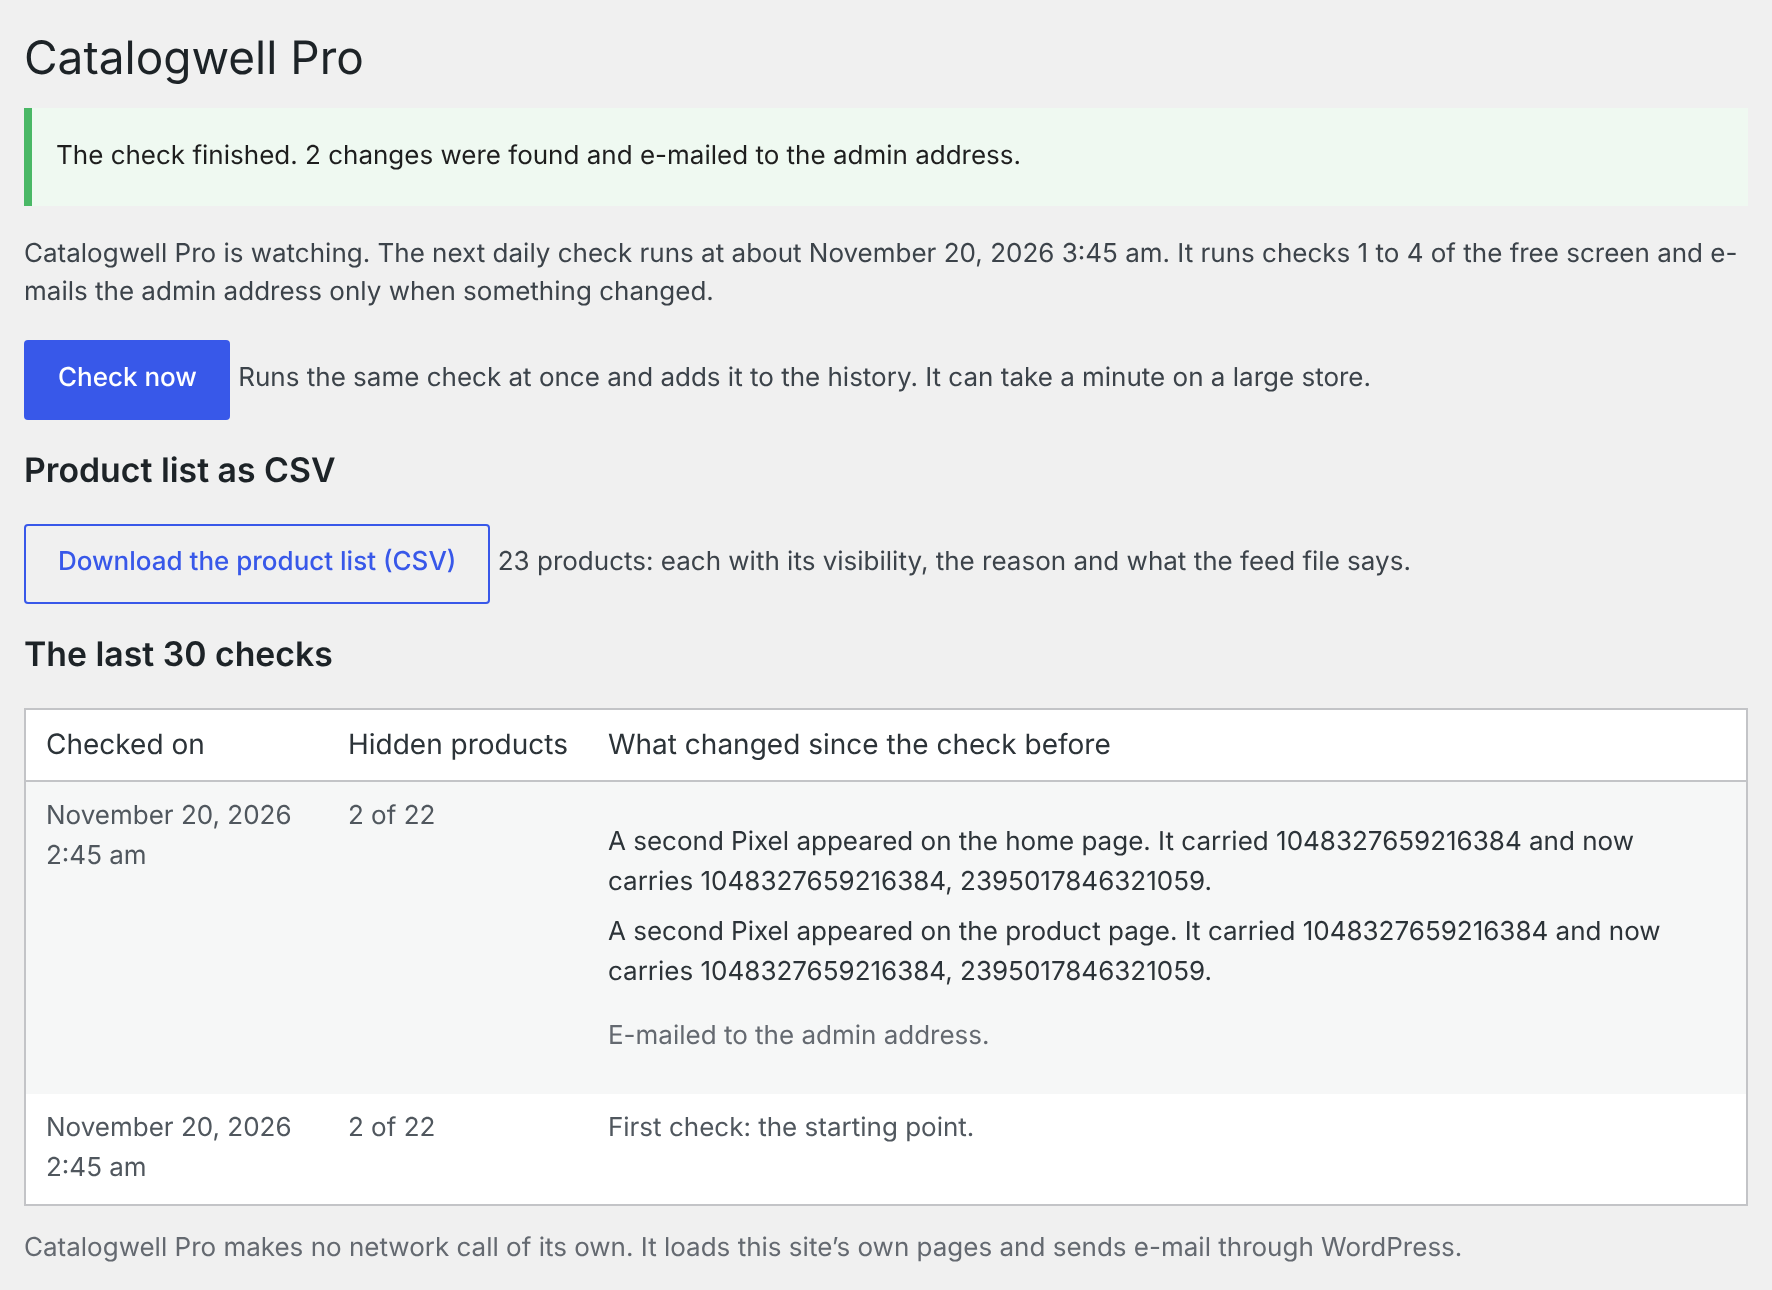 Catalogwell Pro
The check finished. 2 changes were found and e-mailed to the admin address.
Catalogwell Pro is watching. The next daily check runs at about November 20, 2026 3:45 am. It runs checks 1 to 4 of the free screen and e-
mails the admin address only when something changed.
Check now Runs the same check at once and adds it to the history. It can take a minute on a large store.
Product list as CSV
Download the product list (CSV) 23 products: each with its visibility, the reason and what the feed file says.
The last 30 checks
Checked on Hidden products What changed since the check before
November 20, 2026 2 of 22
2:45 am
A second Pixel appeared on the home page. It carried 1048327659216384 and now
carries 1048327659216384, 2395017846321059.
A second Pixel appeared on the product page. It carried 1048327659216384 and now
carries 1048327659216384, 2395017846321059.
E-mailed to the admin address.
November 20, 2026 2 of 22 First check: the starting point.
2:45 am
Catalogwell Pro makes no network call of its own. It loads this site’s own pages and sends e-mail through WordPress.